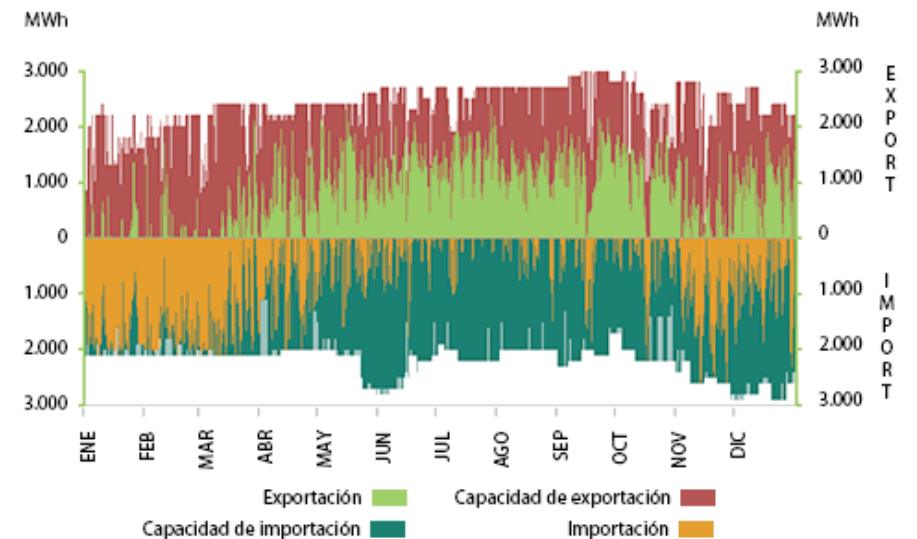 MWh
MWh
3.000
3.000
2.000
2.000
1.000
1.000
0
0
1.000
1.000
2.000
2.000
3.000
3.000
EXPORT
IMPORT
ENE
FEB
MAR
ABR
MAY
JUN
JUL
AGO
SEP
OCT
NOV
DIC
Exportación
Capacidad de exportación
Capacidad de importación
Importación